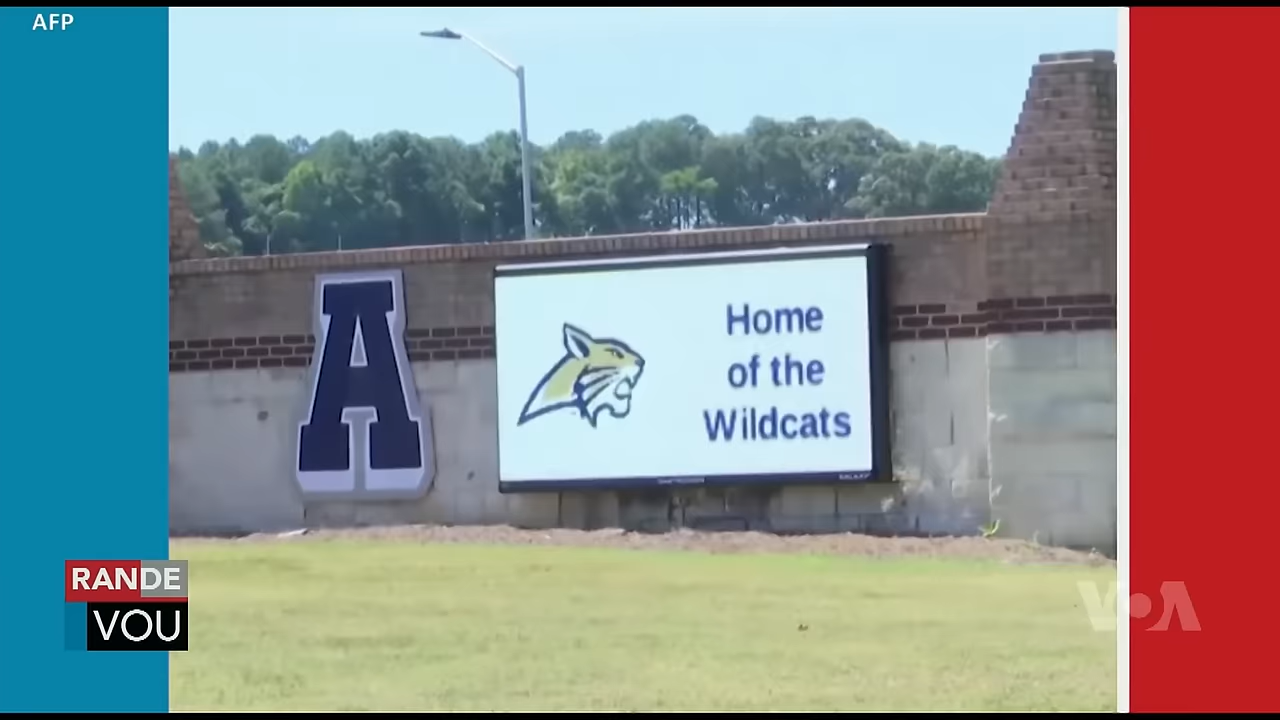 AFP
A
Home
of the
Wildcats
RANDE
VOU
VOA